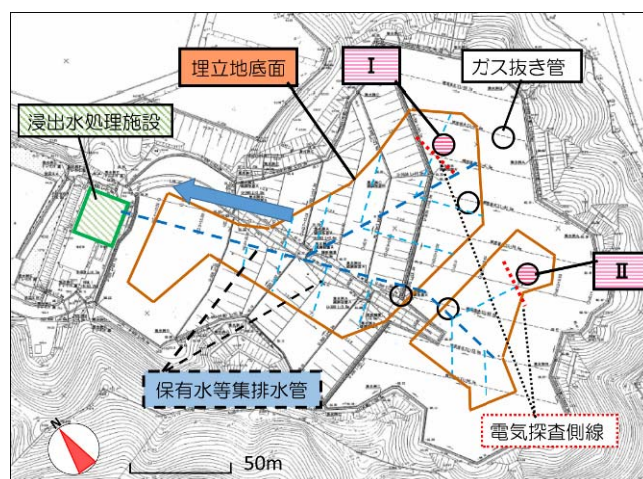 埋立地底面
Ⅰ
ガス抜き管
浸出水処理施設
Ⅱ
保有水等集排水管
電気探査側線
N
50m